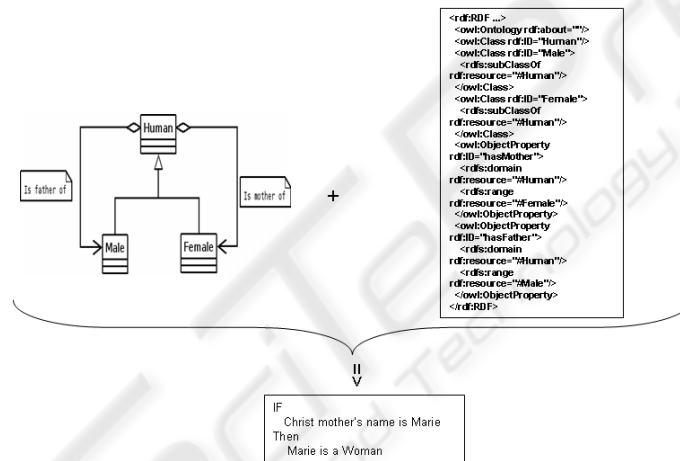 Human
Is father of
Is mother of
Male
Female
+
<rdf:RDF ...>
<owl:Ontology rdf:about=""/>
<owl:Class rdf:ID="Human"/>
<owl:Class rdf:ID="Male">
<rdfs:subClassOf
rdf:resource="#Human"/>
</owl:Class>
<owl:Class rdf:ID="Female">
<rdfs:subClassOf
rdf:resource="#Human"/>
</owl:Class>
<owl:ObjectProperty
rdf:ID="hasMother">
<rdfs:domain
rdf:resource="#Human"/>
<rdfs:range
rdf:resource="#Female"/>
</owl:ObjectProperty>
<owl:ObjectProperty
rdf:ID="hasFather">
<rdfs:domain
rdf:resource="#Human"/>
<rdfs:range
rdf:resource="#Male"/>
</owl:ObjectProperty>
</rdf:RDF>
=>
IF
Christ mother's name is Marie
Then
Marie is a Woman